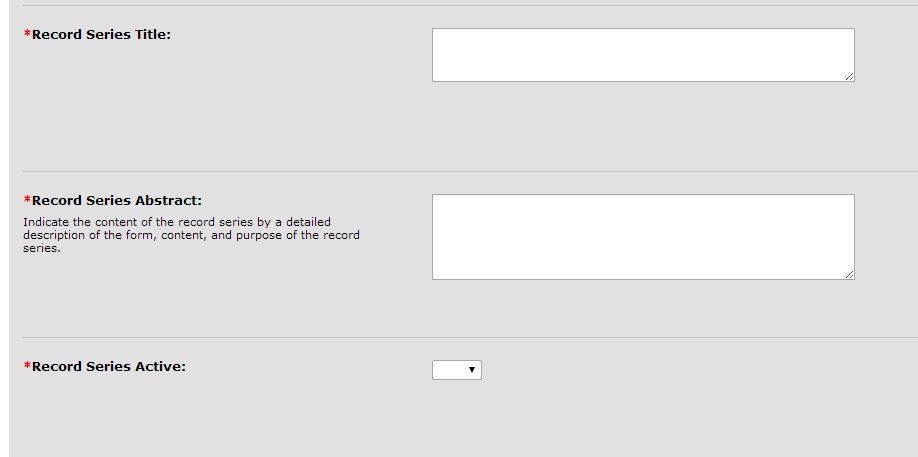 *Record Series Title:
*Record Series Abstract:
Indicate the content of the record series by a detailed
description of the form, content, and purpose of the record
series.
*Record Series Active: